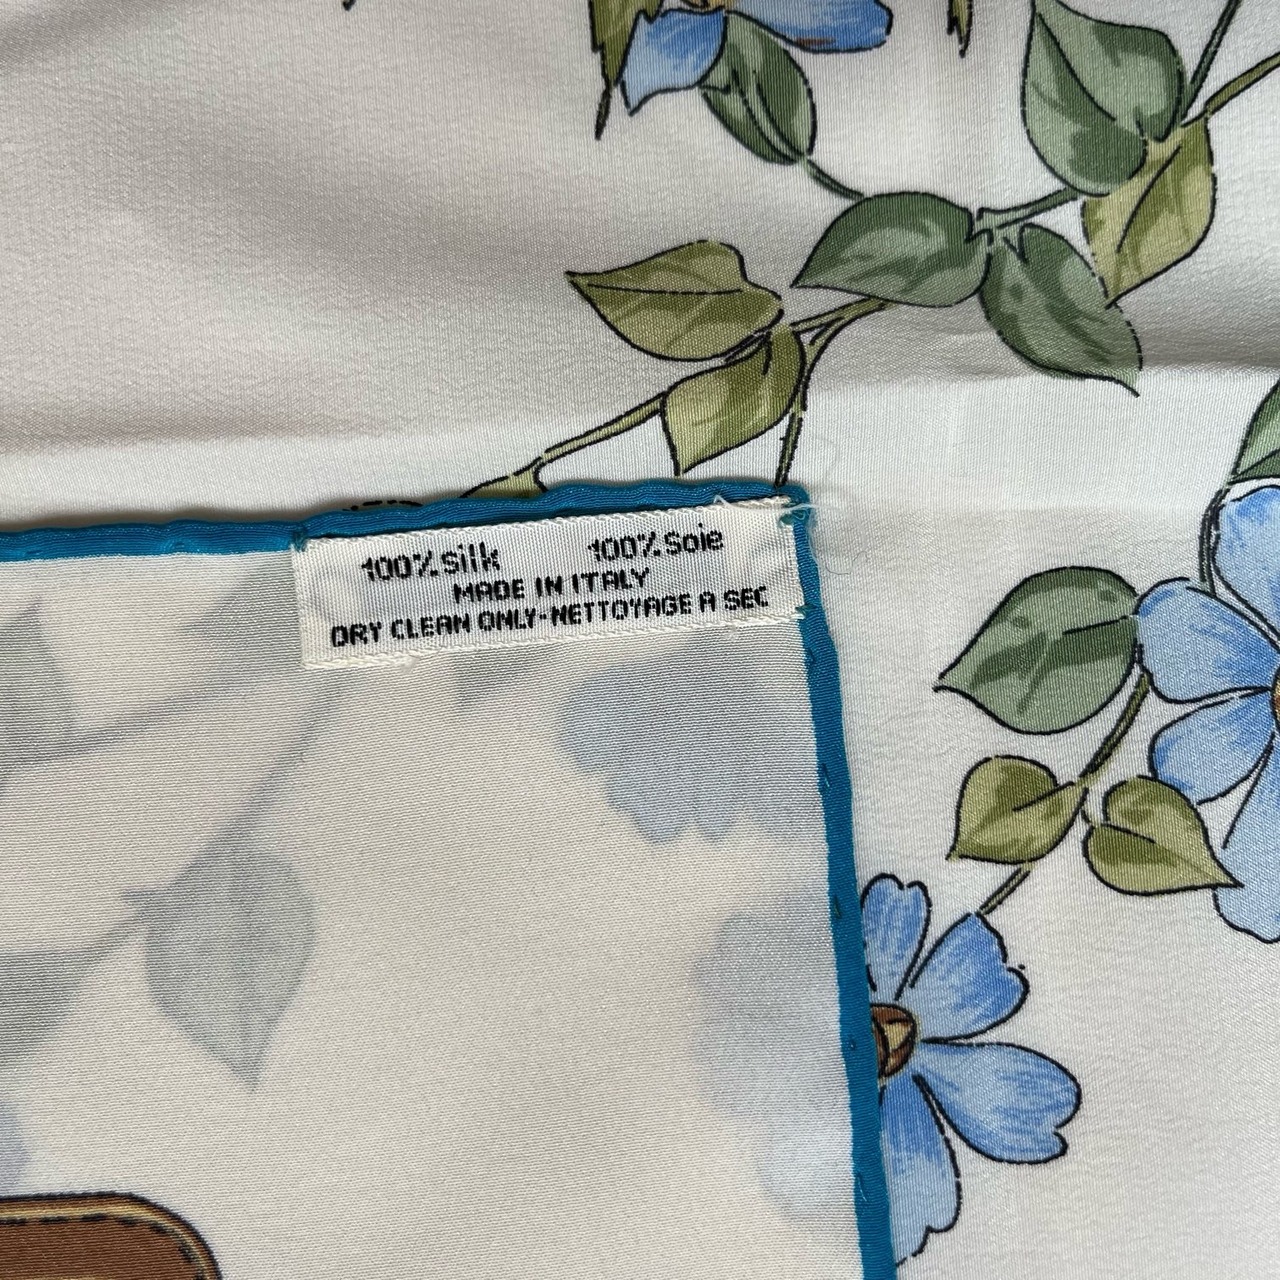 100% silk 100% Soie
MADE IN ITALY
DRY CLEAN ONLY-NETTOYAGE A SEC